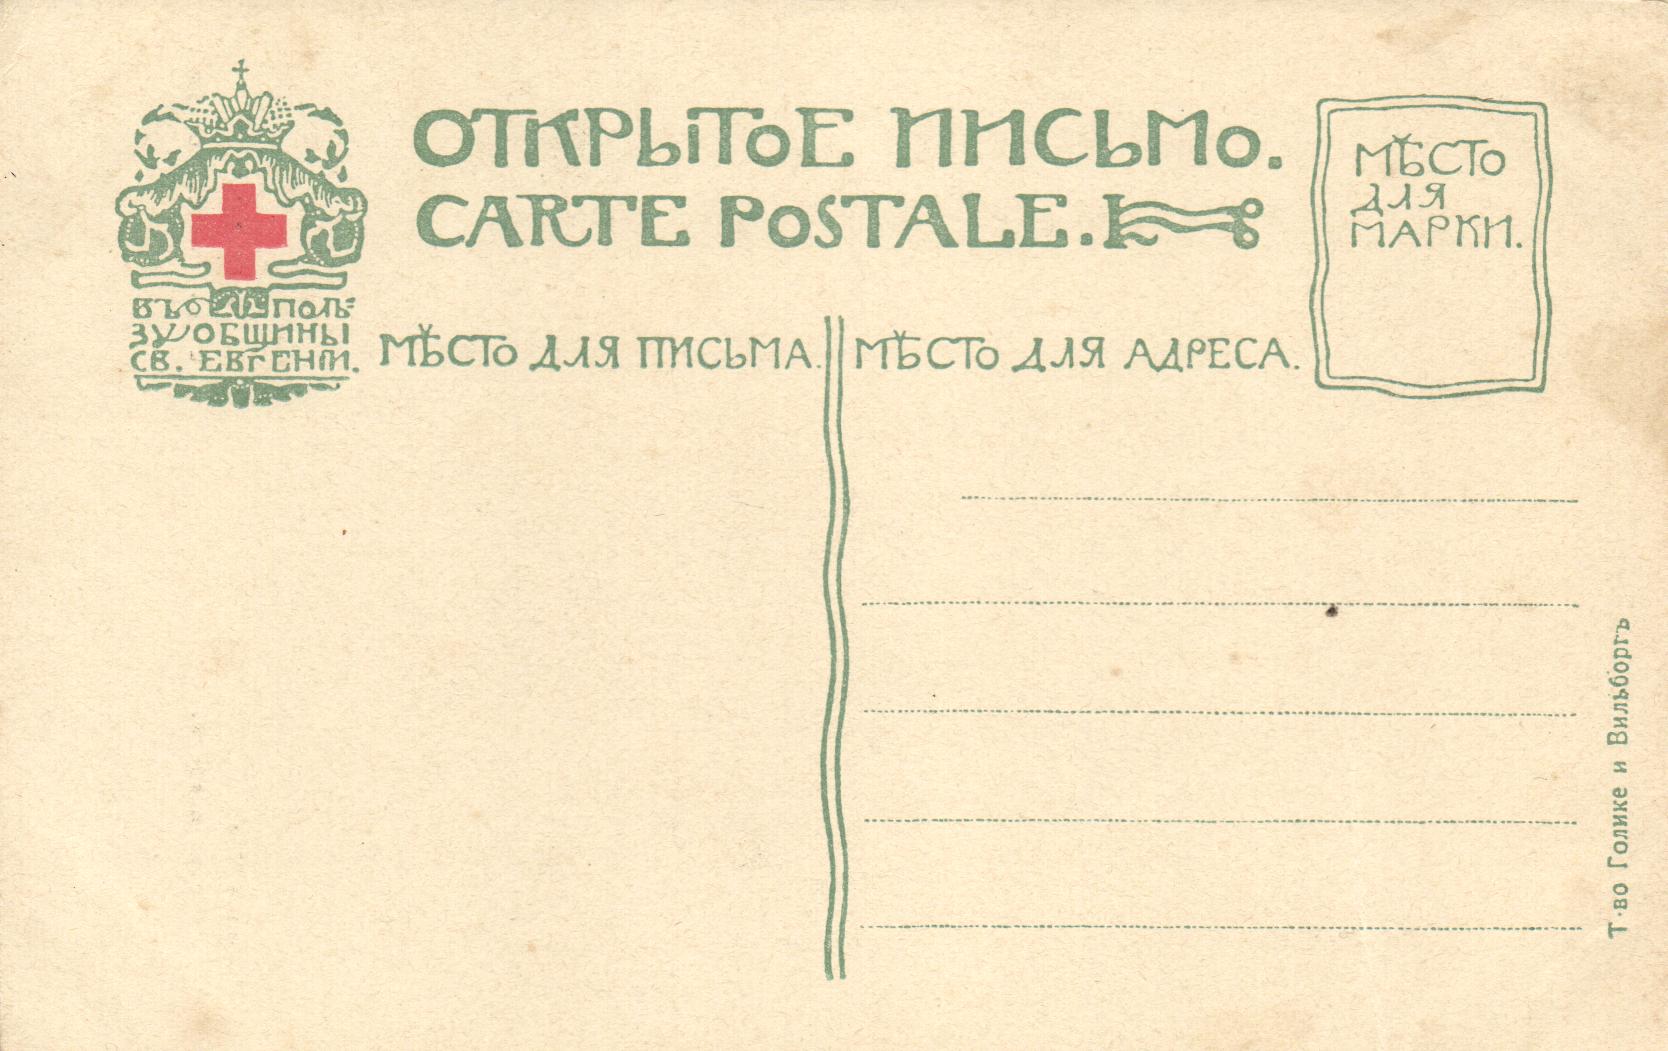 ОТКРЫТОЕ ПИСЬМО.
CARTE POSTALE.
МѢСТО
ДЛЯ
МАРКИ.
ВЪ ПОЛЬ=
ЗУ ОБЩИНЫ
СВ. ЕВГЕНIИ.
МѢСТО ДЛЯ ПИСЬМА.
МѢСТО ДЛЯ АДРЕСА.
Т-во Голике и Вильборгъ